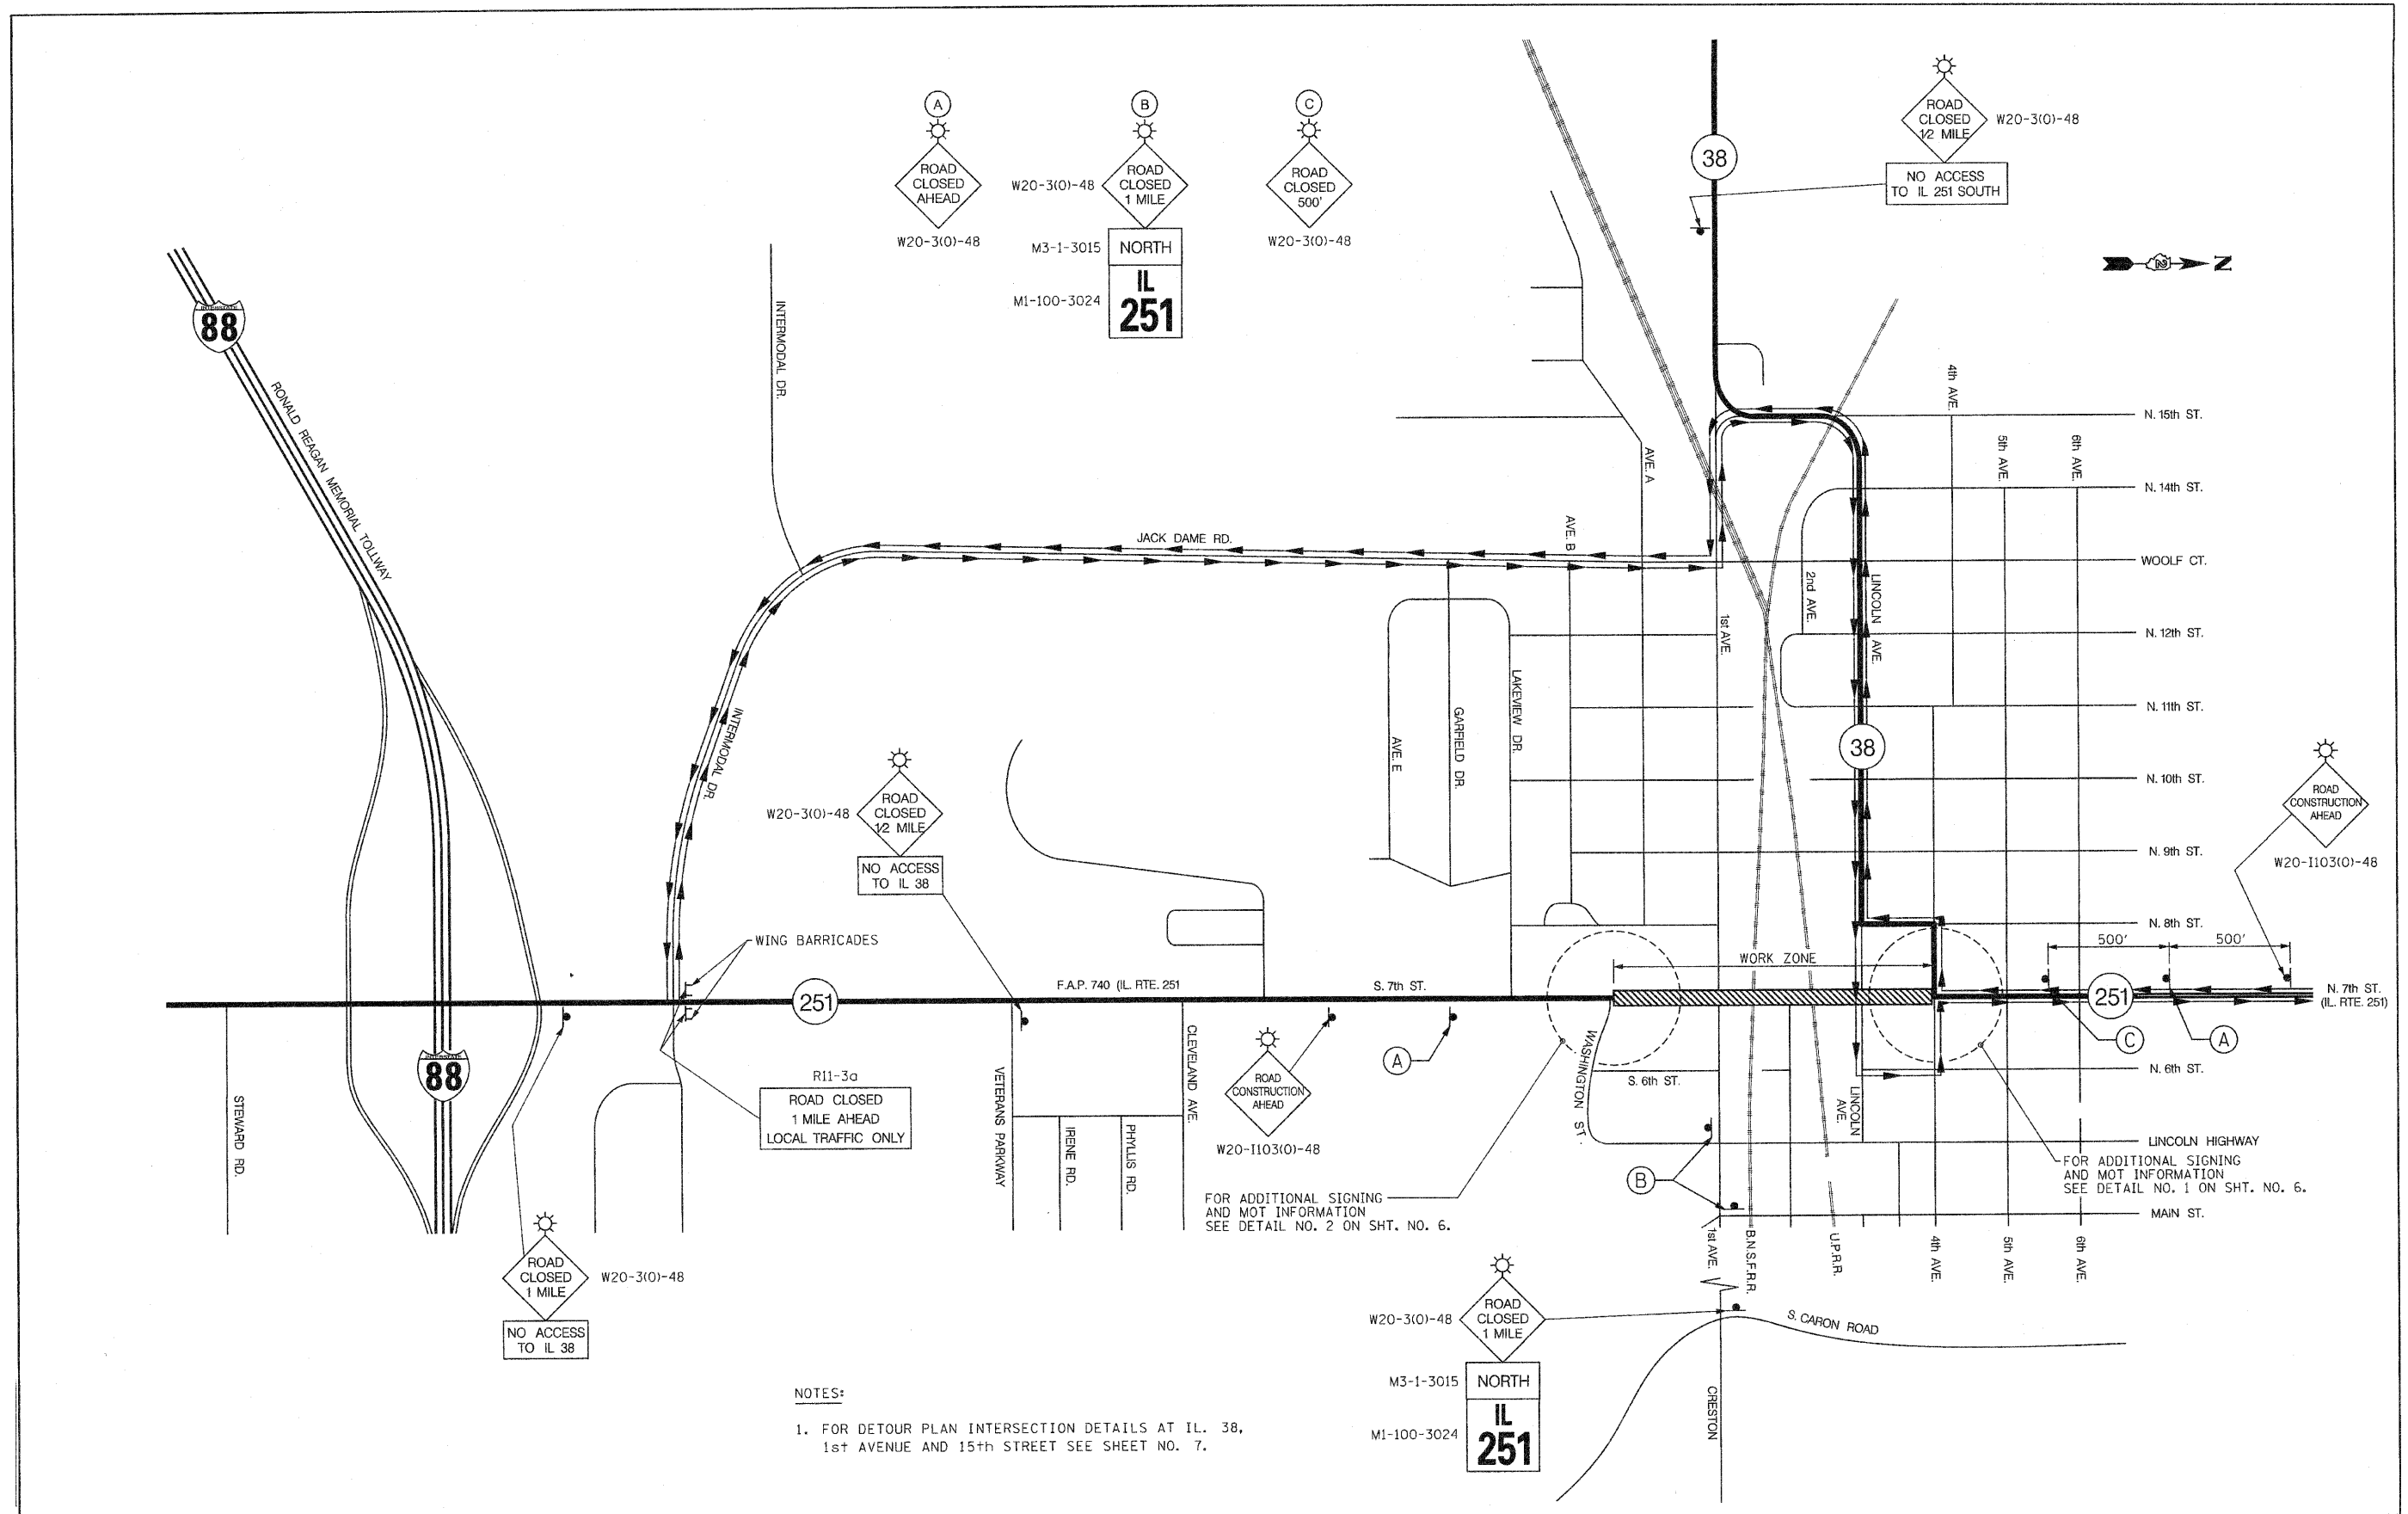 A
ROAD
CLOSED
AHEAD
W20-3(O)-48
B
W20-3(O)-48
ROAD
CLOSED
1 MILE
M3-1-3015
NORTH
M1-100-3024
IL
251
C
ROAD
CLOSED
500'
W20-3(O)-48
38
ROAD
CLOSED
1/2 MILE
W20-3(O)-48
NO ACCESS
TO IL 251 SOUTH
N
INTERSTATE
88
RONALD REAGAN MEMORIAL TOLLWAY
INTERMODAL DR.
JACK DAME RD.
AVE. B
AVE. A
4th AVE.
5th AVE.
6th AVE.
N. 15th ST.
N. 14th ST.
WOOLF CT.
2nd AVE.
LINCOLN AVE.
1st AVE.
N. 12th ST.
N. 11th ST.
38
N. 10th ST.
N. 9th ST.
N. 8th ST.
INTERMODAL DR.
AVE. E
GARFIELD DR.
LAKEVIEW DR.
W20-3(O)-48
ROAD
CLOSED
1/2 MILE
NO ACCESS
TO IL 38
ROAD
CONSTRUCTION
AHEAD
W20-I103(O)-48
WING BARRICADES
500'
500'
WORK ZONE
251
F.A.P. 740 (IL. RTE. 251
S. 7th ST.
251
N. 7th ST.
(IL. RTE. 251)
INTERSTATE
88
STEWARD RD.
R11-3a
ROAD CLOSED
1 MILE AHEAD
LOCAL TRAFFIC ONLY
VETERANS PARKWAY
IRENE RD.
PHYLLIS RD.
CLEVELAND AVE.
ROAD
CONSTRUCTION
AHEAD
W20-I103(O)-48
A
WASHINGTON ST.
S. 6th ST.
LINCOLN
AVE.
C
A
N. 6th ST.
LINCOLN HIGHWAY
FOR ADDITIONAL SIGNING
AND MOT INFORMATION
SEE DETAIL NO. 1 ON SHT. NO. 6.
B
FOR ADDITIONAL SIGNING
AND MOT INFORMATION
SEE DETAIL NO. 2 ON SHT. NO. 6.
MAIN ST.
1st AVE.
B.N.S.F.R.R.
U.P.R.R.
4th AVE.
5th AVE.
6th AVE.
ROAD
CLOSED
1 MILE
W20-3(O)-48
NO ACCESS
TO IL 38
W20-3(O)-48
ROAD
CLOSED
1 MILE
S. CARON ROAD
M3-1-3015
NORTH
M1-100-3024
IL
251
CRESTON
NOTES:
1. FOR DETOUR PLAN INTERSECTION DETAILS AT IL. 38,
1st AVENUE AND 15th STREET SEE SHEET NO. 7.